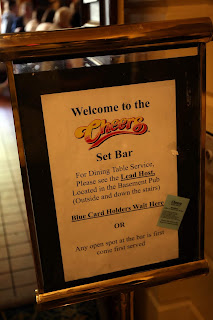 Welcome to the
Cheers
Set Bar
For Dining Table Service,
Please see the Lead Host.
Located in the Basement Pub
(Outside and down the stairs)
Blue Card Holders Wait Here
OR
Any open spot at the bar is first
come first served